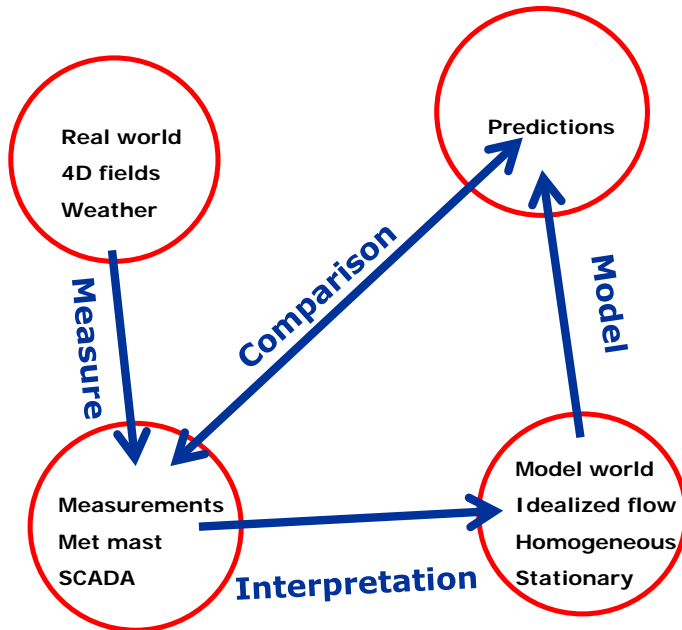 Real world
4D fields
Weather
Predictions
Measure
Comparison
Model
Measurements
Met mast
SCADA
Interpretation
Model world
Idealized flow
Homogeneous
Stationary